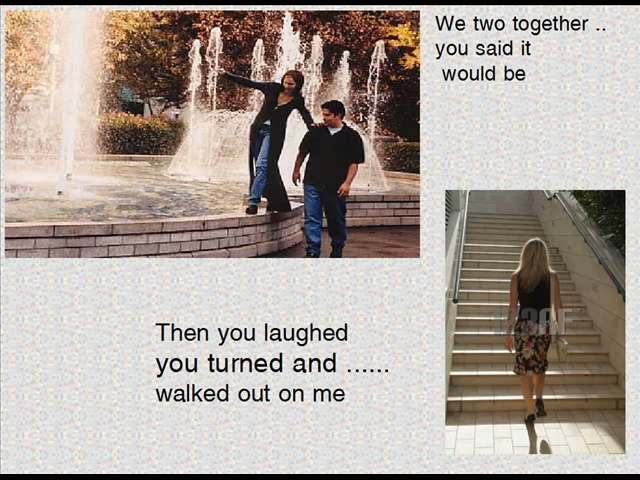 We two together ..
you said it
would be
Then you laughed
you turned and ......
walked out on me